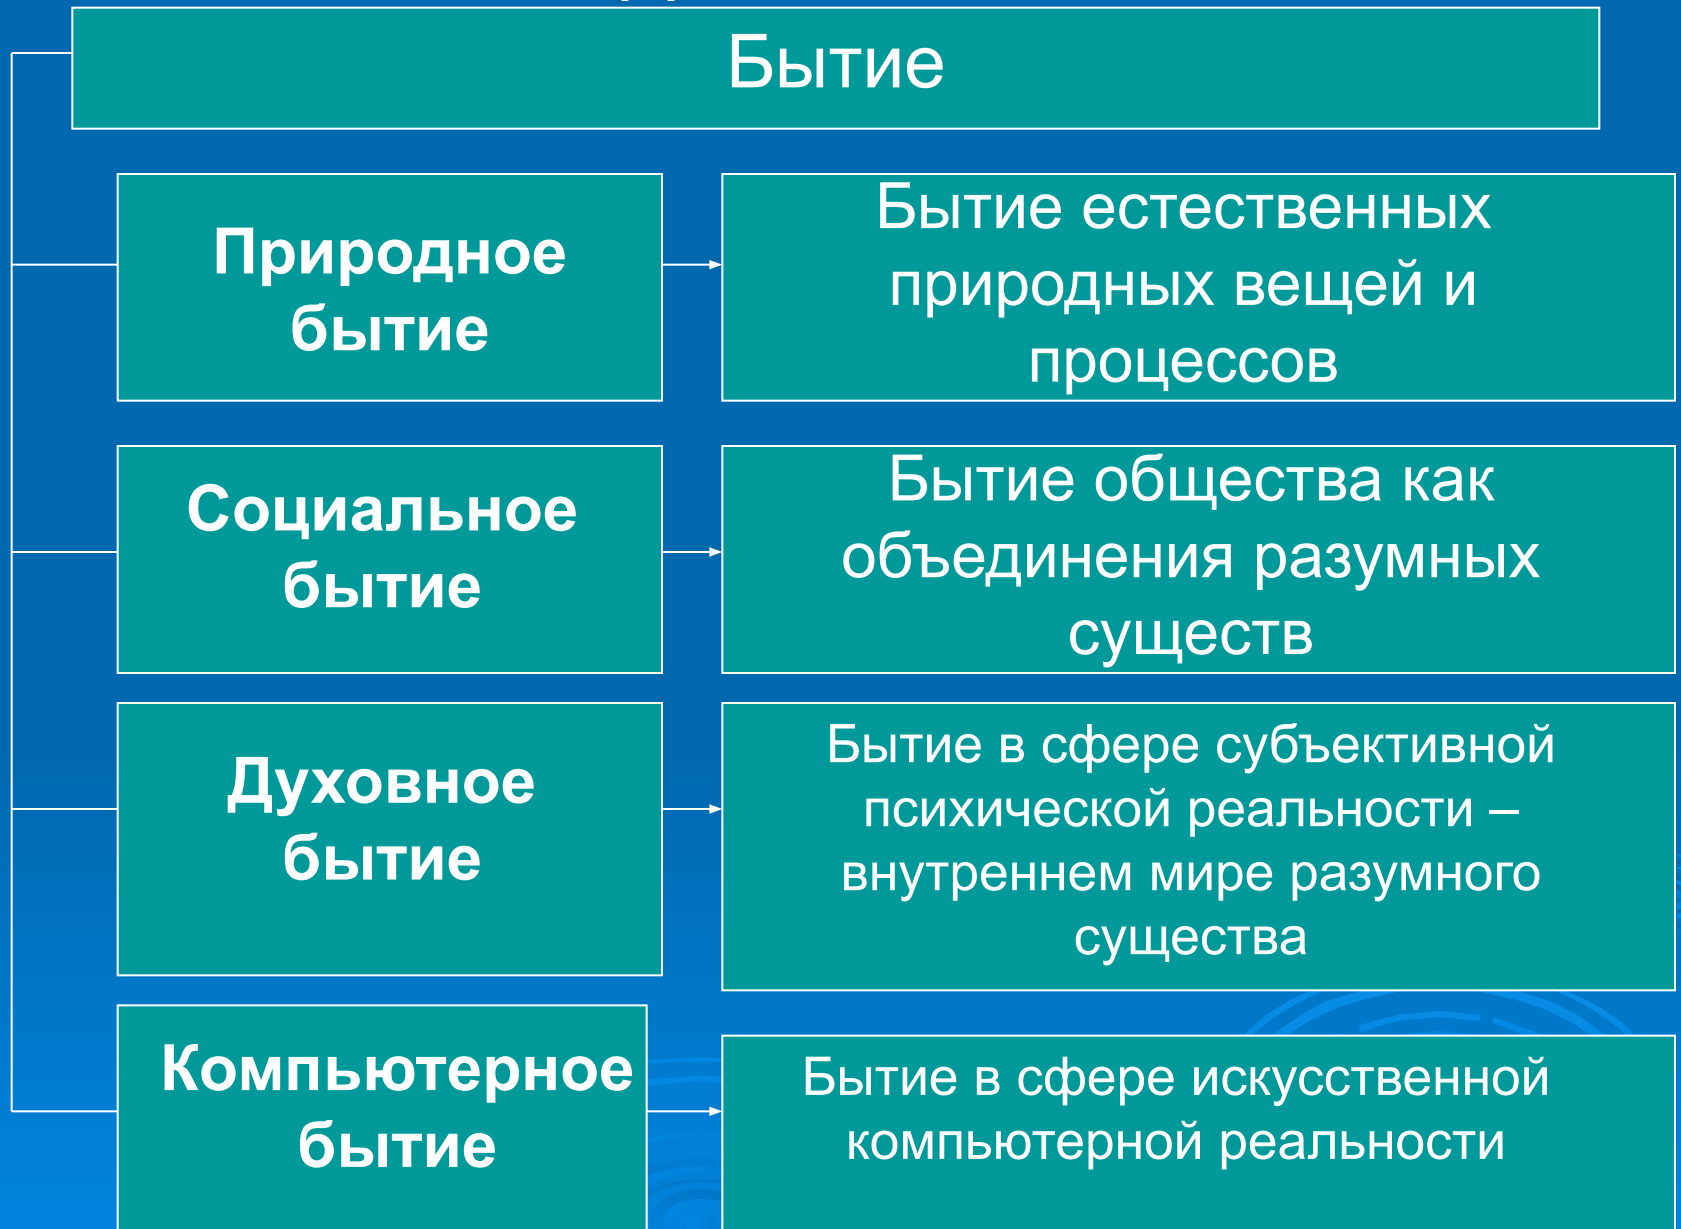 Бытие
Природное
бытие
Бытие естественных
природных вещей и
процессов
Социальное
бытие
Бытие общества как
объединения разумных
существ
Духовное
бытие
Бытие в сфере субъективной
психической реальности –
внутреннем мире разумного
существа
Компьютерное
бытие
Бытие в сфере искусственной
компьютерной реальности